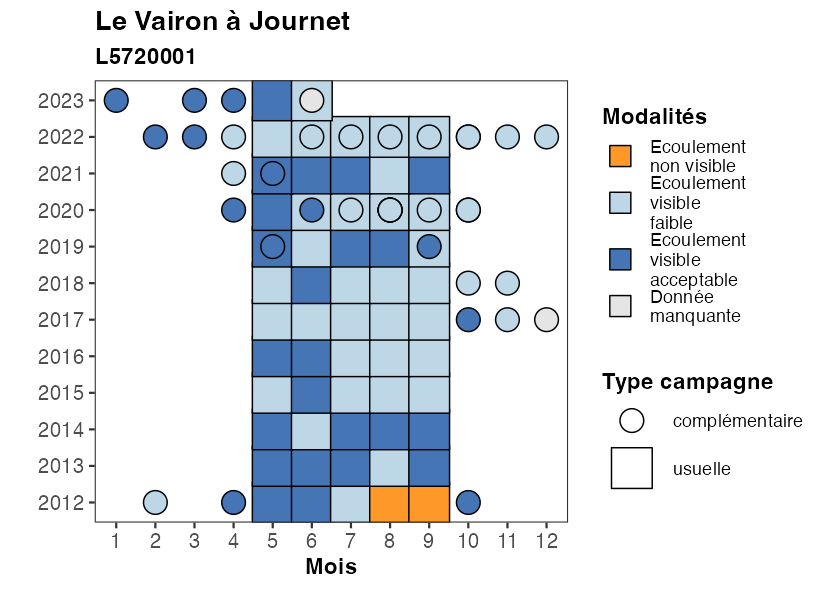 Le Vairon à Journet
L5720001
2023
2022
2021
2020
2019
2018
2017
2016
2015
2014
2013
2012
1 2 3 4 5 6 7 8 9 10 11 12
Mois
Modalités
Ecoulement
non visible
Ecoulement
visible
faible
Ecoulement
visible
acceptable
Donnée
manquante
Type campagne
complémentaire
usuelle